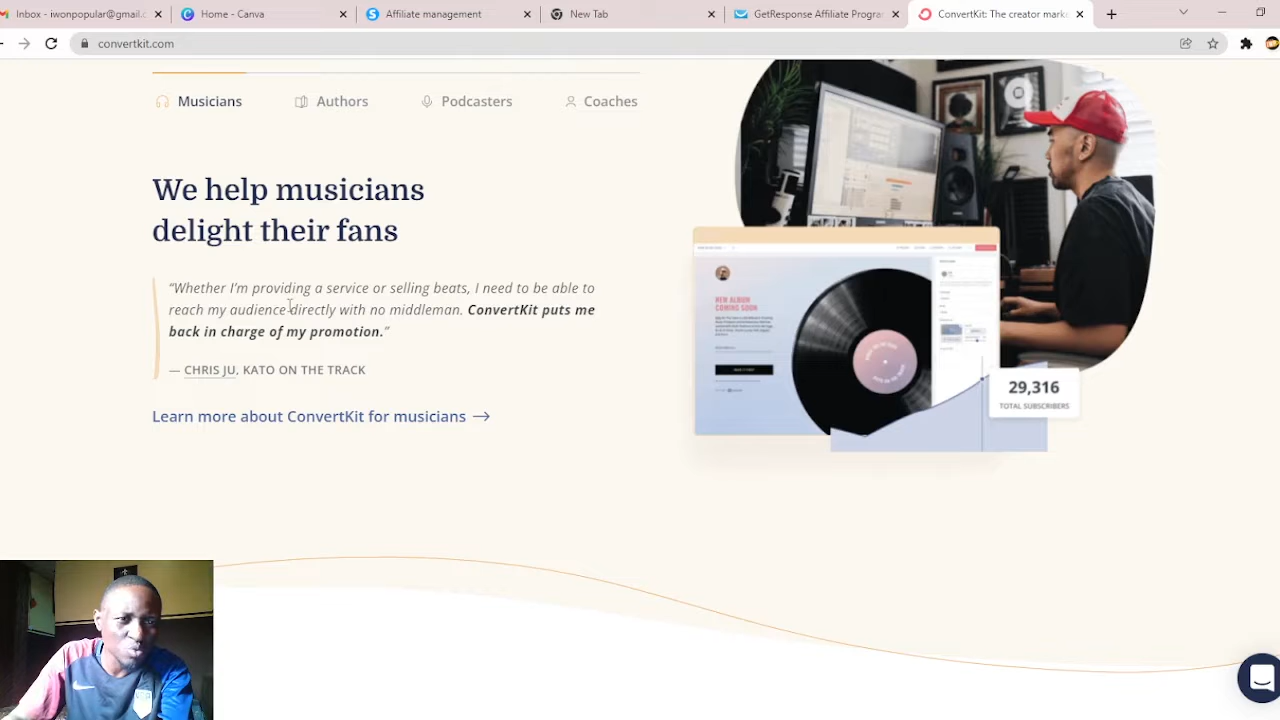 Inbox - iwonpopular@gmail.c
Home - Canva
Affiliate management
New Tab
GetResponse Affiliate Progra
ConvertKit: The creator mark
convertkit.com
Musicians
Authors
Podcasters
Coaches
We help musicians
delight their fans
“Whether I'm providing a service or selling beats, I need to be able to
reach my audience directly with no middleman. ConvertKit puts me
back in charge of my promotion.”
— CHRIS JU, KATO ON THE TRACK
Learn more about ConvertKit for musicians →
NEW ALBUM
COMING SOON
29,316
TOTAL SUBSCRIBERS